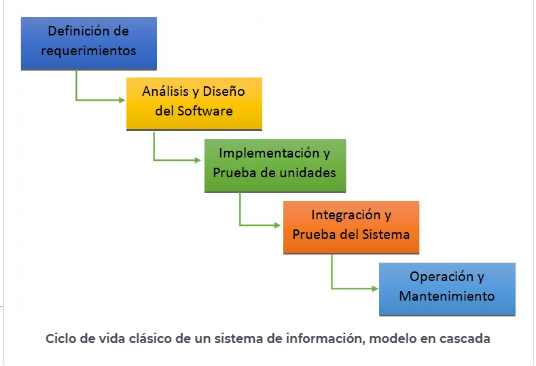 Definición de
requerimientos
Análisis y Diseño
del Software
Implementación y
Prueba de unidades
Integración y
Prueba del Sistema
Operación y
Mantenimiento
Ciclo de vida clásico de un sistema de información, modelo en cascada